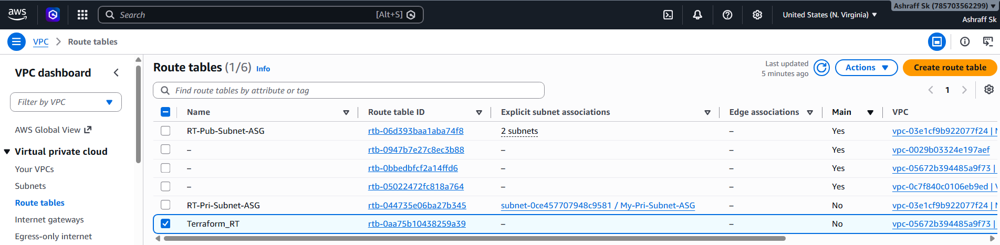 aws
Search [Alt+S]
United States (N. Virginia)
Ashraff Sk (785703562299)
Ashraff Sk
VPC Route tables
VPC dashboard
Filter by VPC
AWS Global View
Virtual private cloud
Your VPCs
Subnets
Route tables
Internet gateways
Egress-only internet
Route tables (1/6) Info
Last updated
5 minutes ago
Actions
Create route table
Find route tables by attribute or tag
1
Name Route table ID Explicit subnet associations Edge associations Main VPC
RT-Pub-Subnet-ASG rtb-06d393baa1aba74f8 2 subnets – Yes vpc-03e1cf9b922077f24 |
– rtb-0947b7e27c8ec3b88 – – Yes vpc-0029b03324e197aef
– rtb-0bbedbfcf2a14ffd6 – – Yes vpc-05672b394485a9f73 |
– rtb-05022472fc818a764 – – Yes vpc-0c7f840c0106eb9ed |
RT-Pri-Subnet-ASG rtb-044735e06ba27b345 subnet-0ce457707948c9581 / My-Pri-Subnet-ASG – No vpc-03e1cf9b922077f24 |
Terraform_RT rtb-0aa75b10438259a39 – – No vpc-05672b394485a9f73 |